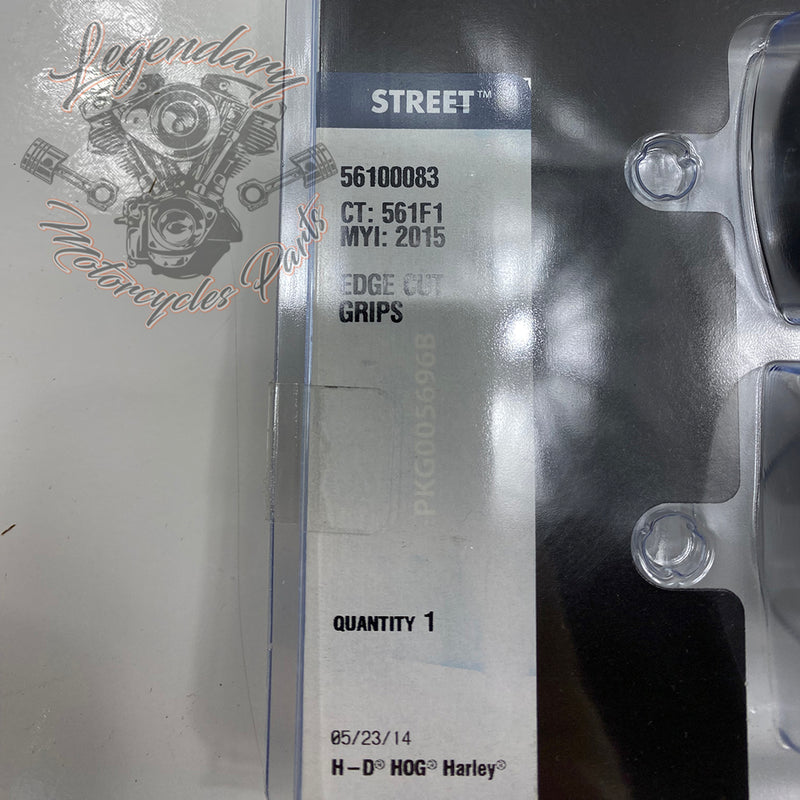 Legendary
Motorcycles Parts
STREET™
56100083
CT: 561F1
MYI: 2015
EDGE CUT
GRIPS
PKG005696B
QUANTITY 1
05/23/14
H-D® HOG® Harley®